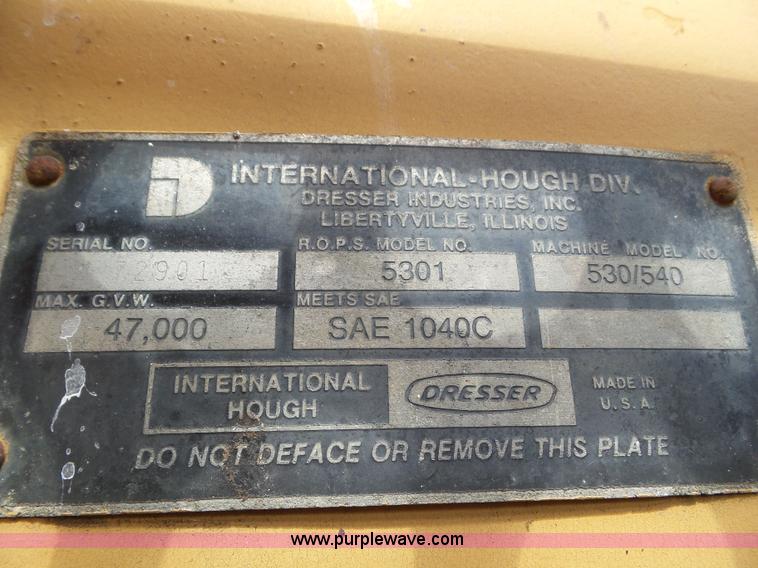 INTERNATIONAL-HOUGH DIV.
DRESSER INDUSTRIES, INC.
LIBERTYVILLE, ILLINOIS
SERIAL NO. R.O.P.S. MODEL NO. MACHINE MODEL NO.
2901 5301 530/540
MAX. G.V.W. MEETS SAE
47,000 SAE 1040C
INTERNATIONAL HOUGH
DRESSER
MADE IN U.S.A.
DO NOT DEFACE OR REMOVE THIS PLATE
www.purplewave.com